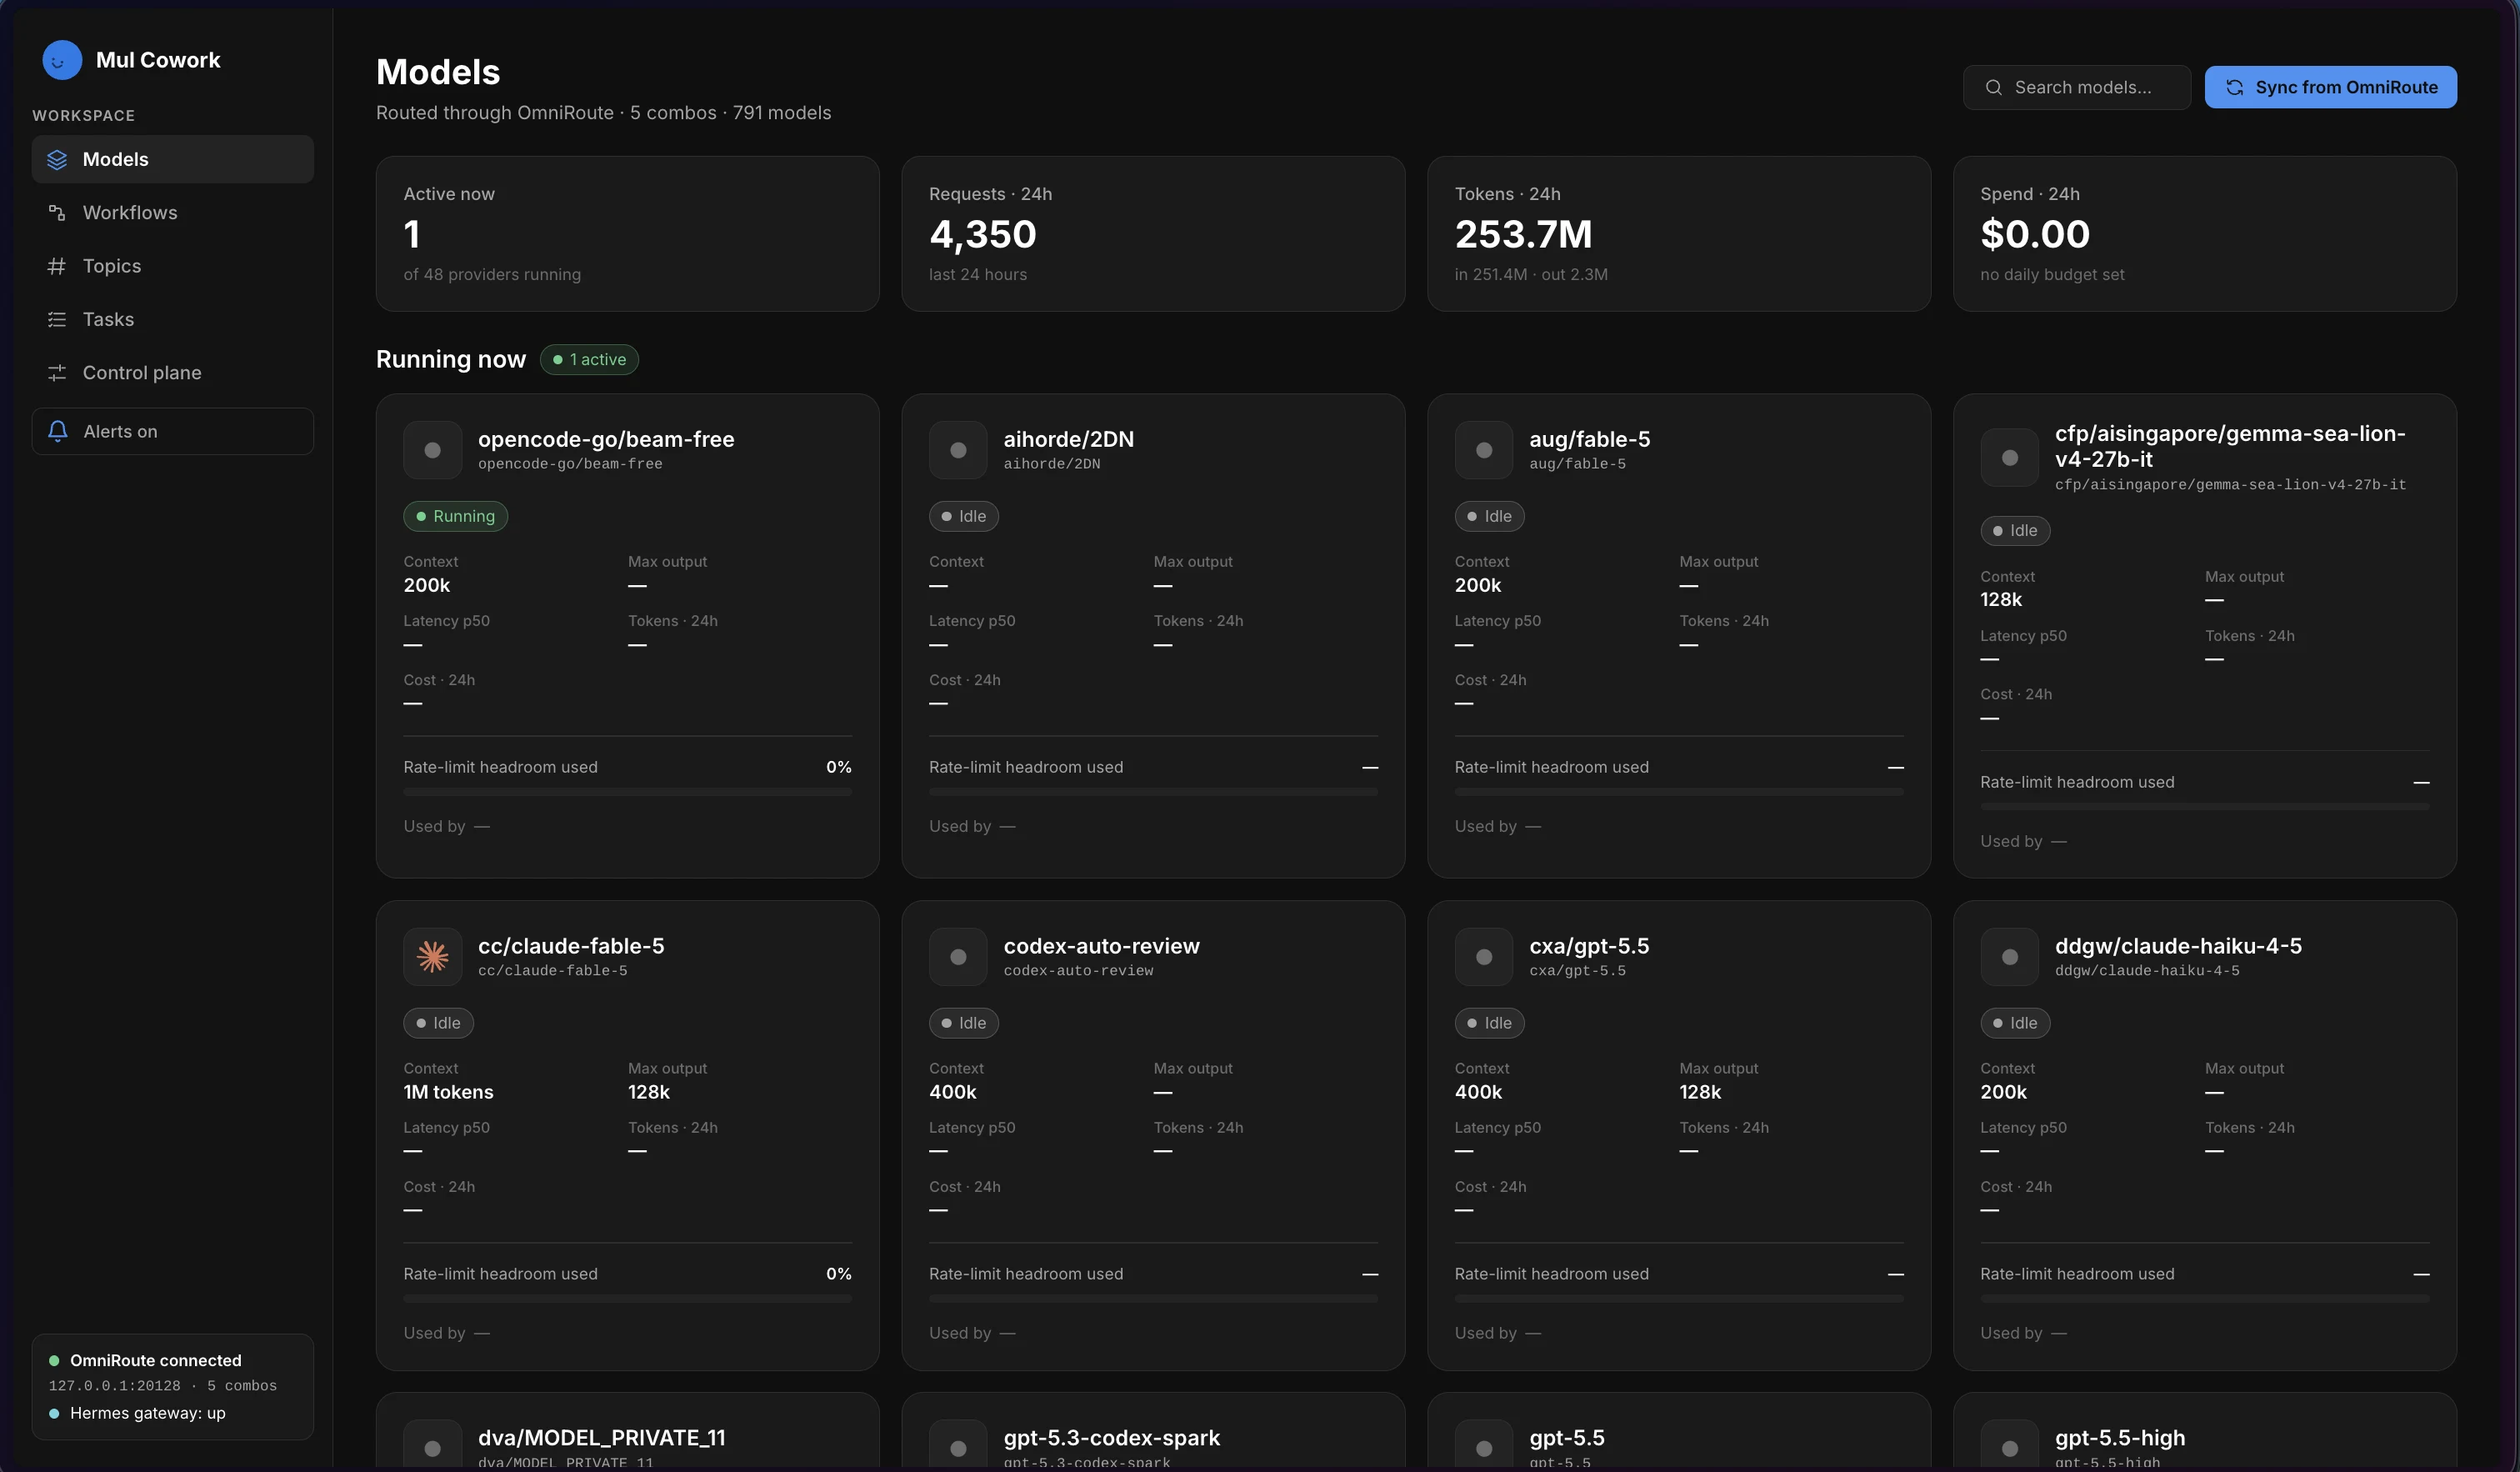 Mul Cowork
WORKSPACE
Models
Workflows
Topics
Tasks
Control plane
Alerts on
OmniRoute connected
127.0.0.1:20128 · 5 combos
Hermes gateway: up
Models
Routed through OmniRoute · 5 combos · 791 models
Search models...
Sync from OmniRoute
Active now
1
of 48 providers running
Requests · 24h
4,350
last 24 hours
Tokens · 24h
253.7M
in 251.4M · out 2.3M
Spend · 24h
$0.00
no daily budget set
Running now
1 active
opencode-go/beam-free
opencode-go/beam-free
Running
Context
200k
Max output
—
Latency p50
—
Tokens · 24h
—
Cost · 24h
—
Rate-limit headroom used 0%
Used by —
aihorde/2DN
aihorde/2DN
Idle
Context
—
Max output
—
Latency p50
—
Tokens · 24h
—
Cost · 24h
—
Rate-limit headroom used —
Used by —
aug/fable-5
aug/fable-5
Idle
Context
200k
Max output
—
Latency p50
—
Tokens · 24h
—
Cost · 24h
—
Rate-limit headroom used —
Used by —
cfp/aisingapore/gemma-sea-lion-
v4-27b-it
cfp/aisingapore/gemma-sea-lion-v4-27b-it
Idle
Context
128k
Max output
—
Latency p50
—
Tokens · 24h
—
Cost · 24h
—
Rate-limit headroom used —
Used by —
cc/claude-fable-5
cc/claude-fable-5
Idle
Context
1M tokens
Max output
128k
Latency p50
—
Tokens · 24h
—
Cost · 24h
—
Rate-limit headroom used 0%
Used by —
codex-auto-review
codex-auto-review
Idle
Context
400k
Max output
—
Latency p50
—
Tokens · 24h
—
Cost · 24h
—
Rate-limit headroom used —
Used by —
cxa/gpt-5.5
cxa/gpt-5.5
Idle
Context
400k
Max output
128k
Latency p50
—
Tokens · 24h
—
Cost · 24h
—
Rate-limit headroom used —
Used by —
ddgw/claude-haiku-4-5
ddgw/claude-haiku-4-5
Idle
Context
200k
Max output
—
Latency p50
—
Tokens · 24h
—
Cost · 24h
—
Rate-limit headroom used —
Used by —
dva/MODEL_PRIVATE_11
dva/MODEL_PRIVATE_11
gpt-5.3-codex-spark
gpt-5.3-codex-spark
gpt-5.5
gpt-5.5
gpt-5.5-high
gpt-5.5-high